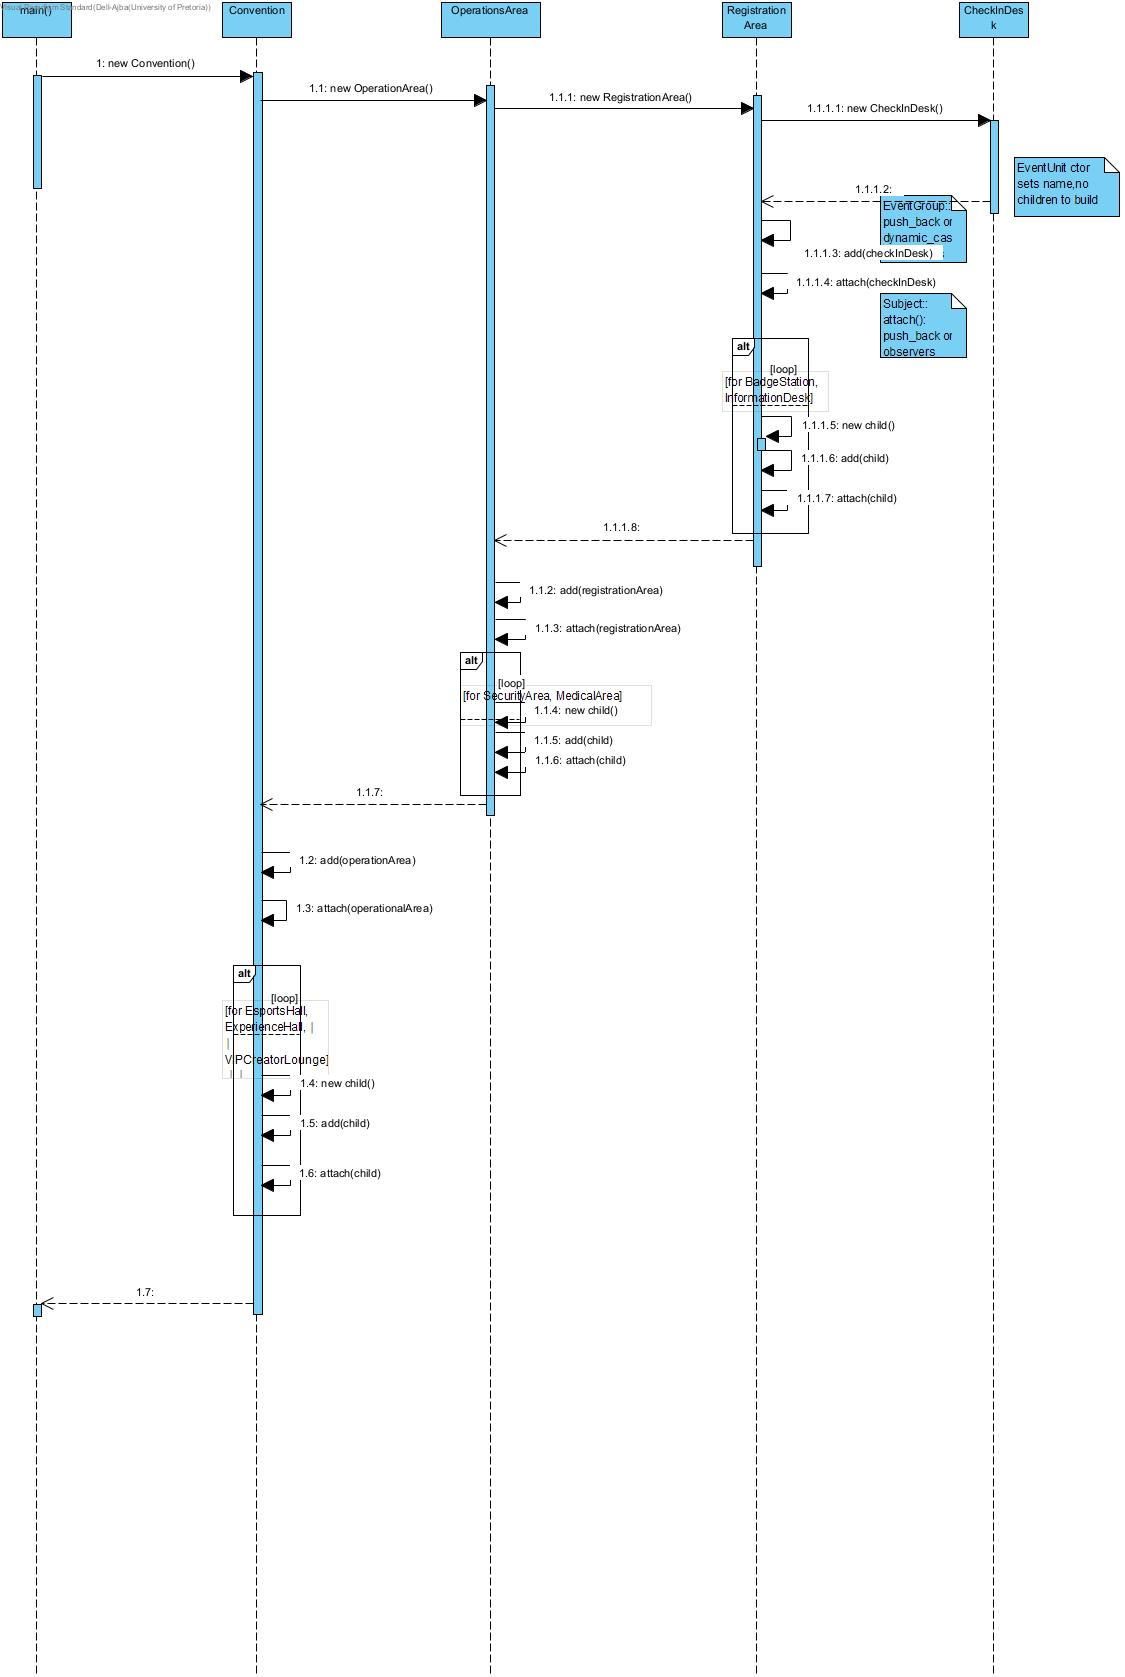 main()
Convention
OperationsArea
Registration
Area
CheckInDes
k
Standard(Dell-Ajba(University of Pretoria))
1: new Convention()
1.1: new OperationArea()
1.1.1: new RegistrationArea()
1.1.1.1: new CheckInDesk()
EventUnit ctor
sets name,no
children to build
1.1.1.2:
EventGroup::
push_back or
dynamic_cas
1.1.1.3: add(checkInDesk)
1.1.1.4: attach(checkInDesk)
Subject::
attach():
push_back or
observers
alt
[loop]
[for BadgeStation,
InformationDesk]
1.1.1.5: new child()
1.1.1.6: add(child)
1.1.1.7: attach(child)
1.1.1.8:
1.1.2: add(registrationArea)
1.1.3: attach(registrationArea)
alt
[loop]
[for SecurityArea, MedicalArea]
1.1.4: new child()
1.1.5: add(child)
1.1.6: attach(child)
1.1.7:
1.2: add(operationArea)
1.3: attach(operationalArea)
alt
[loop]
[for EsportsHall,
ExperienceHall, |
|
VIPCreatorLounge]
| |
1.4: new child()
1.5: add(child)
1.6: attach(child)
1.7: